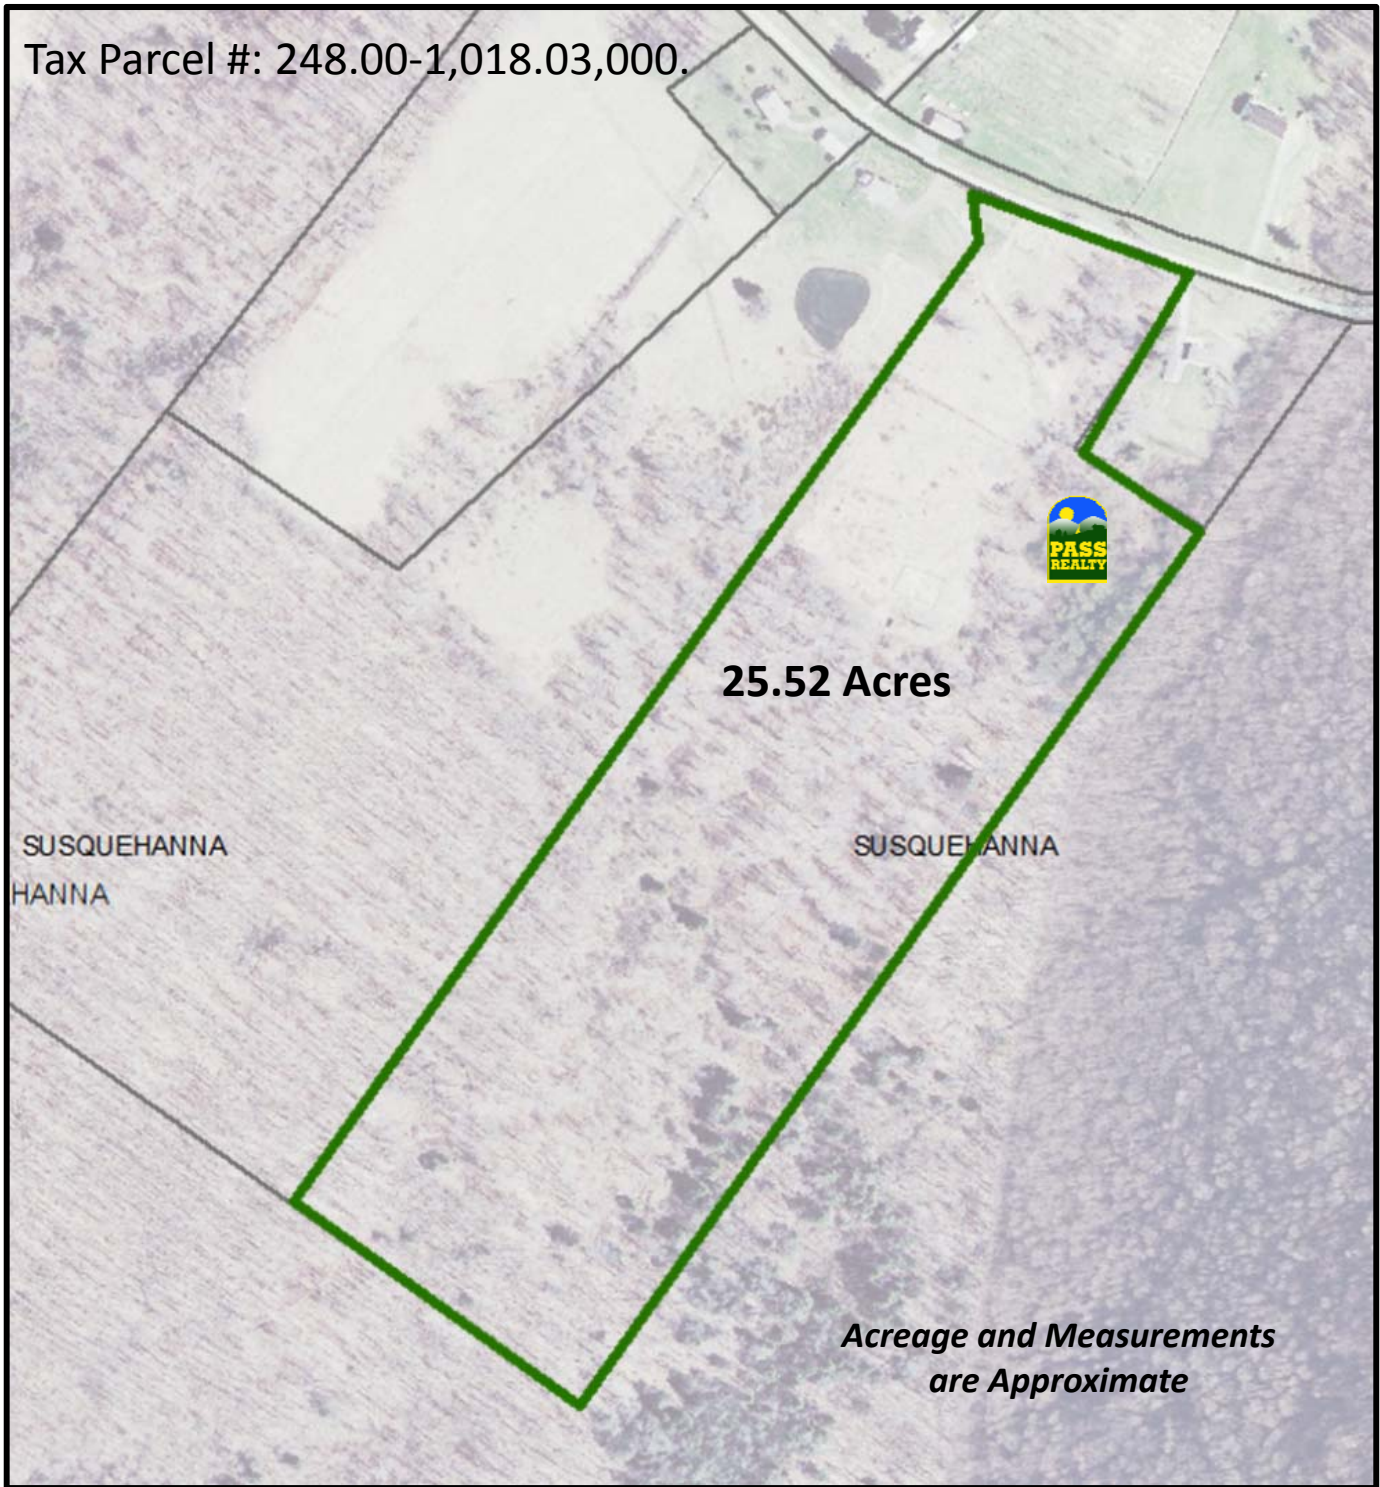 Tax Parcel #: 248.00-1,018.03,000.
PASS
REALTY
25.52 Acres
SUSQUEHANNA
SUSQUEHANNA
HANNA
Acreage and Measurements
are Approximate